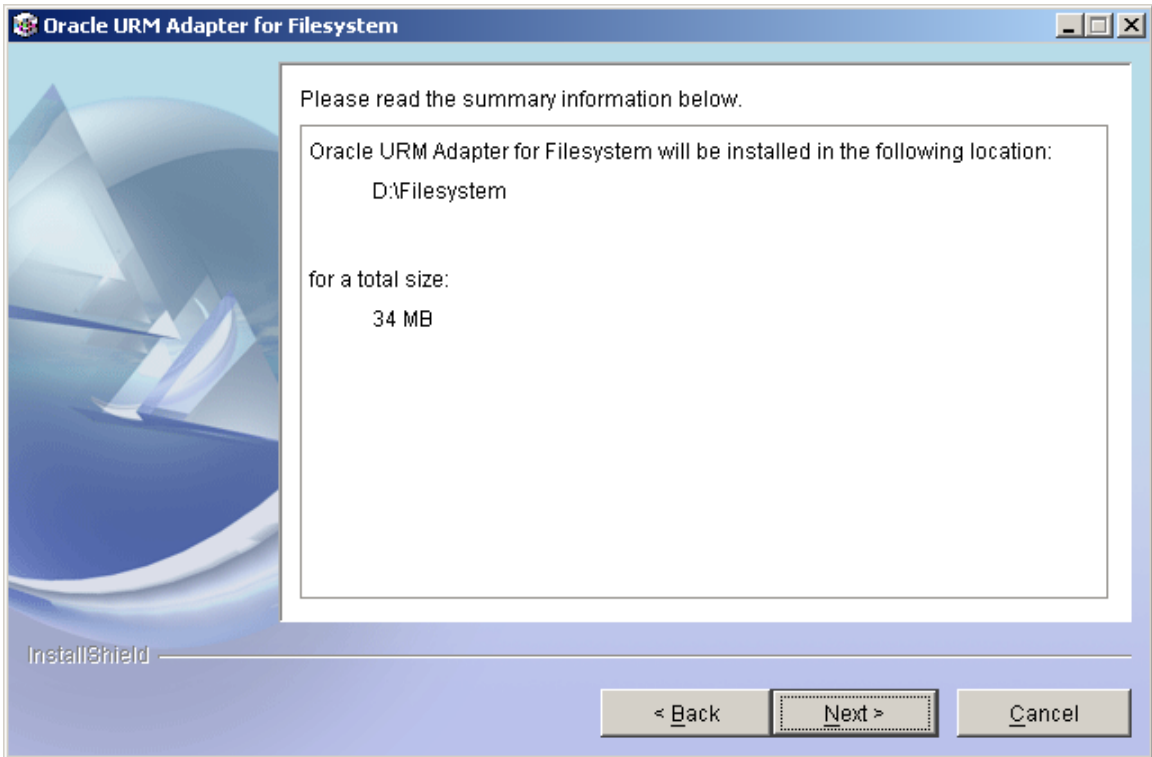 Oracle URM Adapter for Filesystem
Please read the summary information below.
Oracle URM Adapter for Filesystem will be installed in the following location:
D:\Filesystem
for a total size:
34 MB
InstallShield
< Back
Next >
Cancel